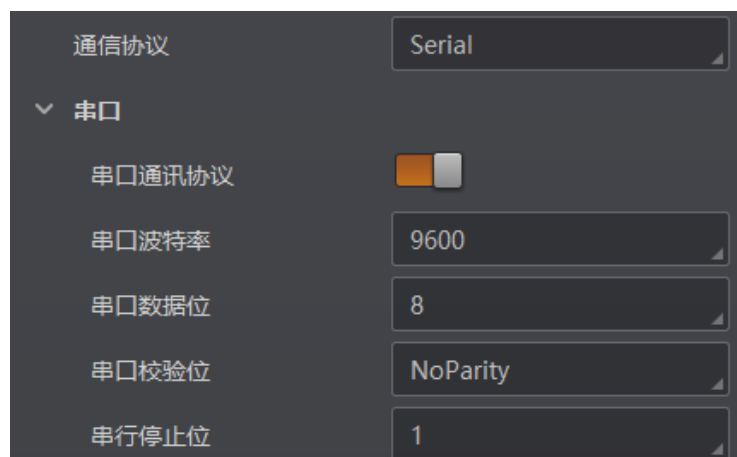 通信协议 Serial
串口
串口通讯协议
串口波特率 9600
串口数据位 8
串口校验位 NoParity
串行停止位 1